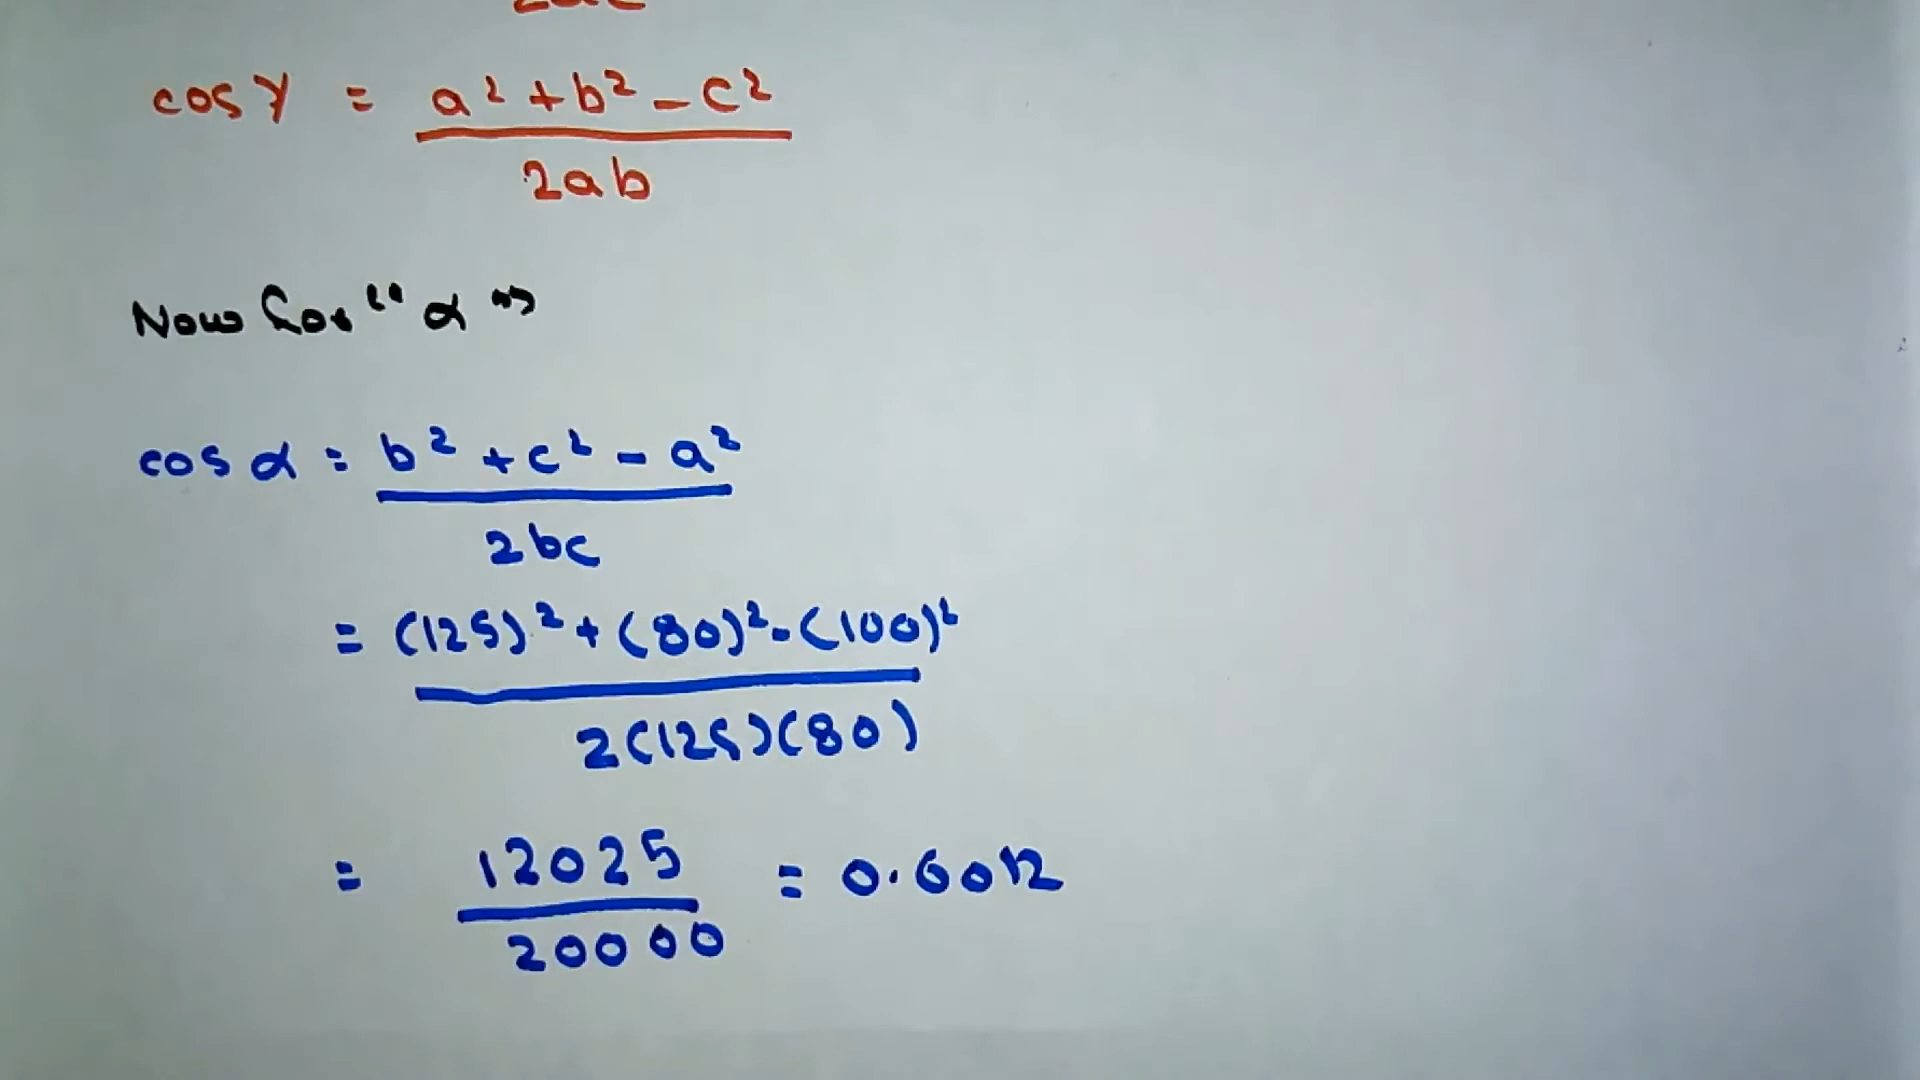 cos γ = a² + b² - c²
2ab
Now for "α" ⇒
cos α = b² + c² - a²
2bc
= (125)² + (80)² - (100)²
2(125)(80)
= 12025 = 0.6012
20000